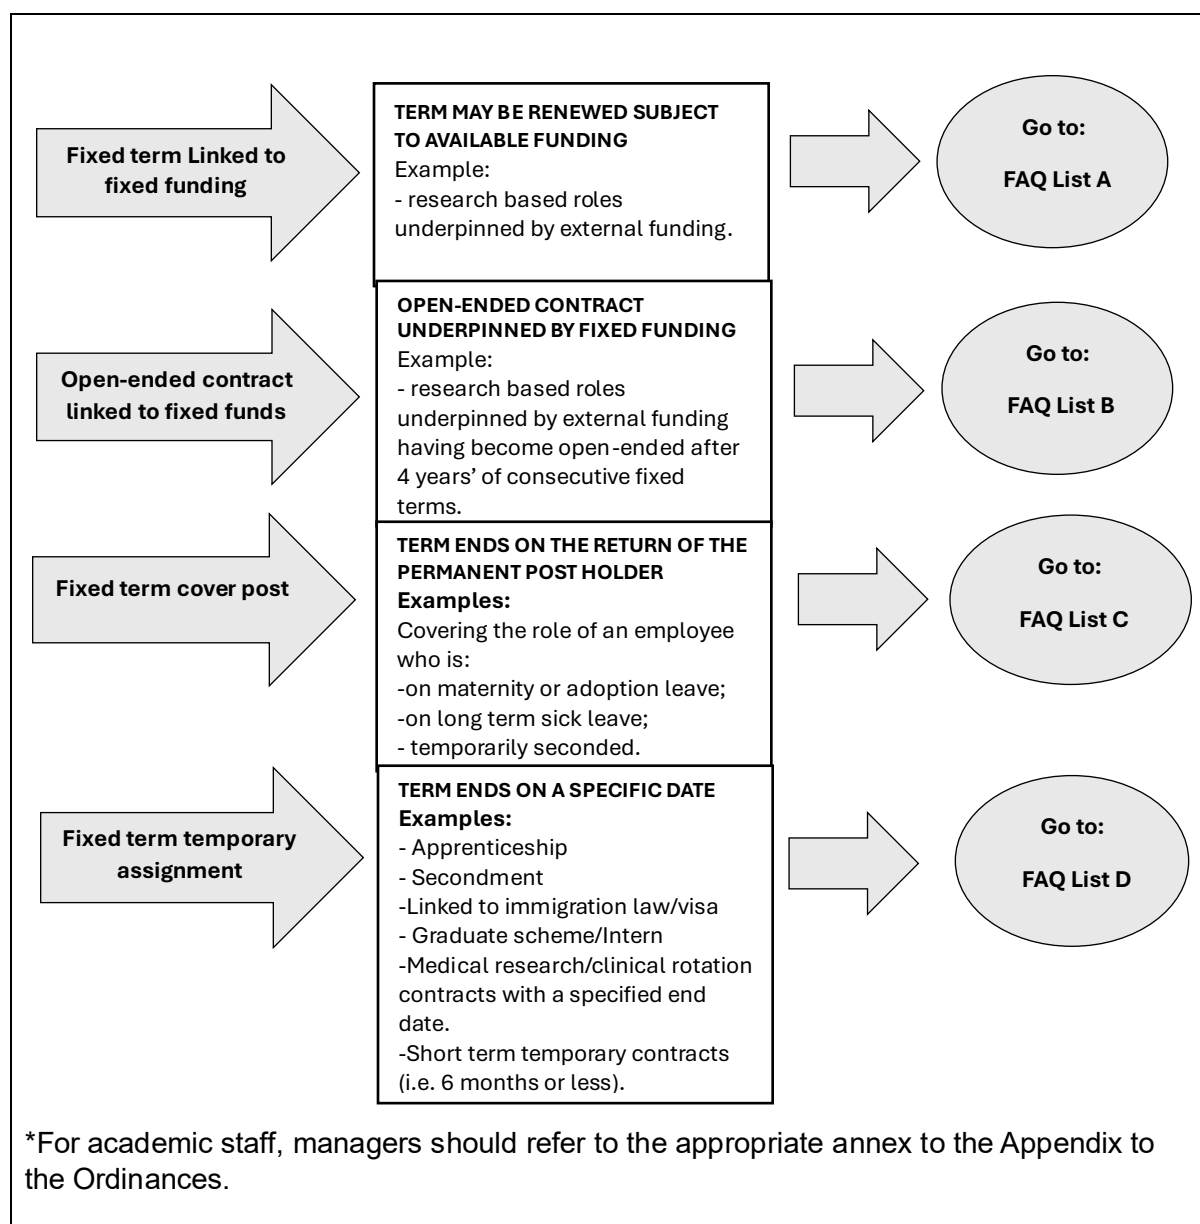 Fixed term Linked to
fixed funding
TERM MAY BE RENEWED SUBJECT
TO AVAILABLE FUNDING
Example:
- research based roles
underpinned by external funding.
Go to:
FAQ List A
Open-ended contract
linked to fixed funds
OPEN-ENDED CONTRACT
UNDERPINNED BY FIXED FUNDING
Example:
- research based roles
underpinned by external funding
having become open-ended after
4 years’ of consecutive fixed
terms.
Go to:
FAQ List B
Fixed term cover post
TERM ENDS ON THE RETURN OF THE
PERMANENT POST HOLDER
Examples:
Covering the role of an employee
who is:
-on maternity or adoption leave;
-on long term sick leave;
- temporarily seconded.
Go to:
FAQ List C
Fixed term temporary
assignment
TERM ENDS ON A SPECIFIC DATE
Examples:
- Apprenticeship
- Secondment
-Linked to immigration law/visa
- Graduate scheme/Intern
-Medical research/clinical rotation
contracts with a specified end
date.
-Short term temporary contracts
(i.e. 6 months or less).
Go to:
FAQ List D
*For academic staff, managers should refer to the appropriate annex to the Appendix to
the Ordinances.